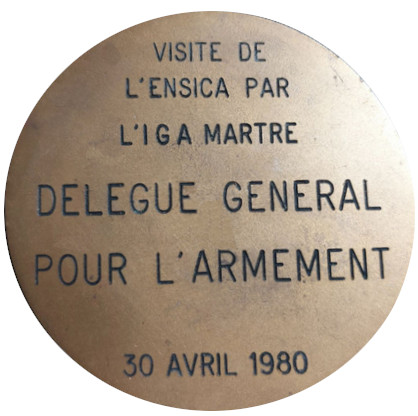 VISITE DE
L'ENSICA PAR
L'IGA MARTRE
DELEGUE GENERAL
POUR L'ARMEMENT
30 AVRIL 1980